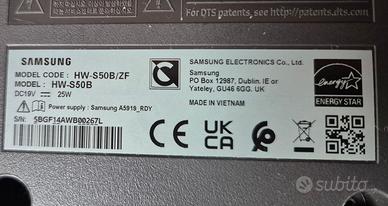 For DTS patents, see http://patents.dts.com.
SAMSUNG
MODEL CODE : HW-S50B/ZF
MODEL : HW-S50B
DC19V ⎓ 25W
Power supply : Samsung A5919_RDY
S/N: 5BGF14AWB00267L
SAMSUNG ELECTRONICS Co., Ltd.
Samsung
PO Box 12987, Dublin. IE or
Yateley, GU46 6GG. UK
MADE IN VIETNAM
energy
ENERGY STAR
CE
UK
CA
subito